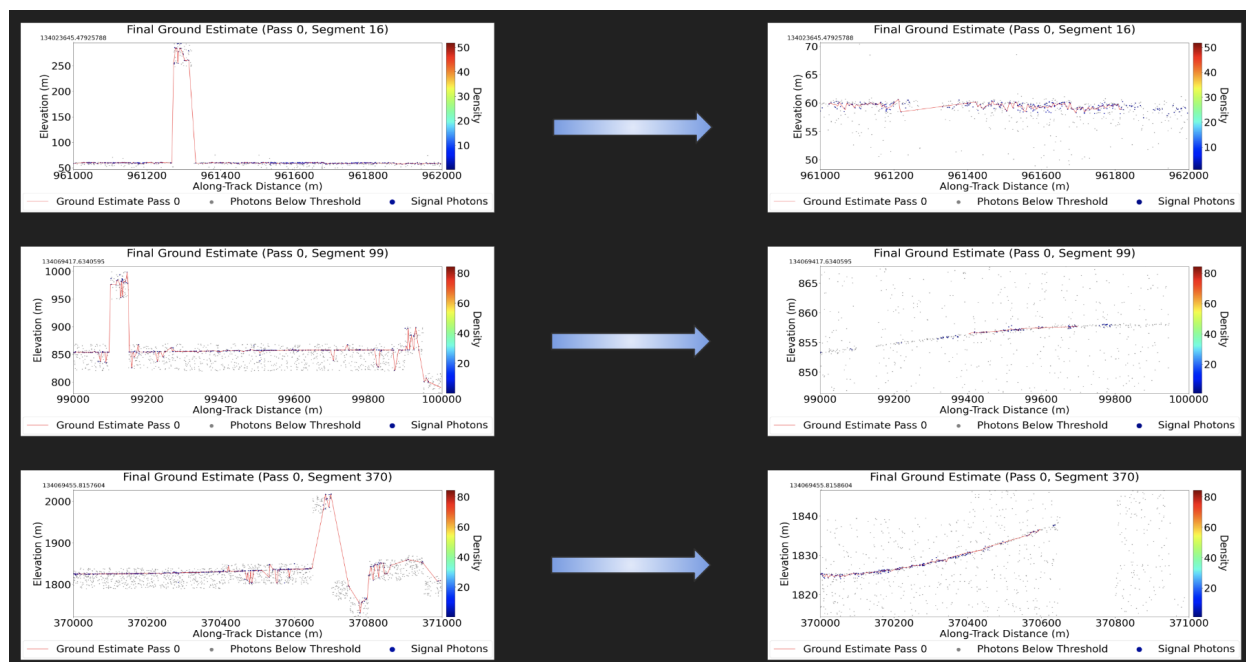 Final Ground Estimate (Pass 0, Segment 16)
134023645.47925788
250
200
150
100
50
Elevation (m)
961000 961200 961400 961600 961800 962000
Along-Track Distance (m)
50
40
30
20
10
0
Density
Ground Estimate Pass 0 Photons Below Threshold Signal Photons
Final Ground Estimate (Pass 0, Segment 16)
134023645.47925788
70
65
60
55
50
Elevation (m)
961000 961200 961400 961600 961800 962000
Along-Track Distance (m)
50
40
30
20
10
Density
Ground Estimate Pass 0 Photons Below Threshold Signal Photons
Final Ground Estimate (Pass 0, Segment 99)
134069417.6340595
1000
950
900
850
800
Elevation (m)
99000 99200 99400 99600 99800 100000
Along-Track Distance (m)
80
60
40
20
Density
Ground Estimate Pass 0 Photons Below Threshold Signal Photons
Final Ground Estimate (Pass 0, Segment 99)
134069417.6340595
865
860
855
850
Elevation (m)
99000 99200 99400 99600 99800 100000
Along-Track Distance (m)
80
60
40
20
Density
Ground Estimate Pass 0 Photons Below Threshold Signal Photons
Final Ground Estimate (Pass 0, Segment 370)
134069455.8157604
2000
1900
1800
Elevation (m)
370000 370200 370400 370600 370800 371000
Along-Track Distance (m)
80
60
40
20
Density
Ground Estimate Pass 0 Photons Below Threshold Signal Photons
Final Ground Estimate (Pass 0, Segment 370)
134069455.8158604
1840
1830
1820
Elevation (m)
370000 370200 370400 370600 370800 371000
Along-Track Distance (m)
80
60
40
20
Density
Ground Estimate Pass 0 Photons Below Threshold Signal Photons